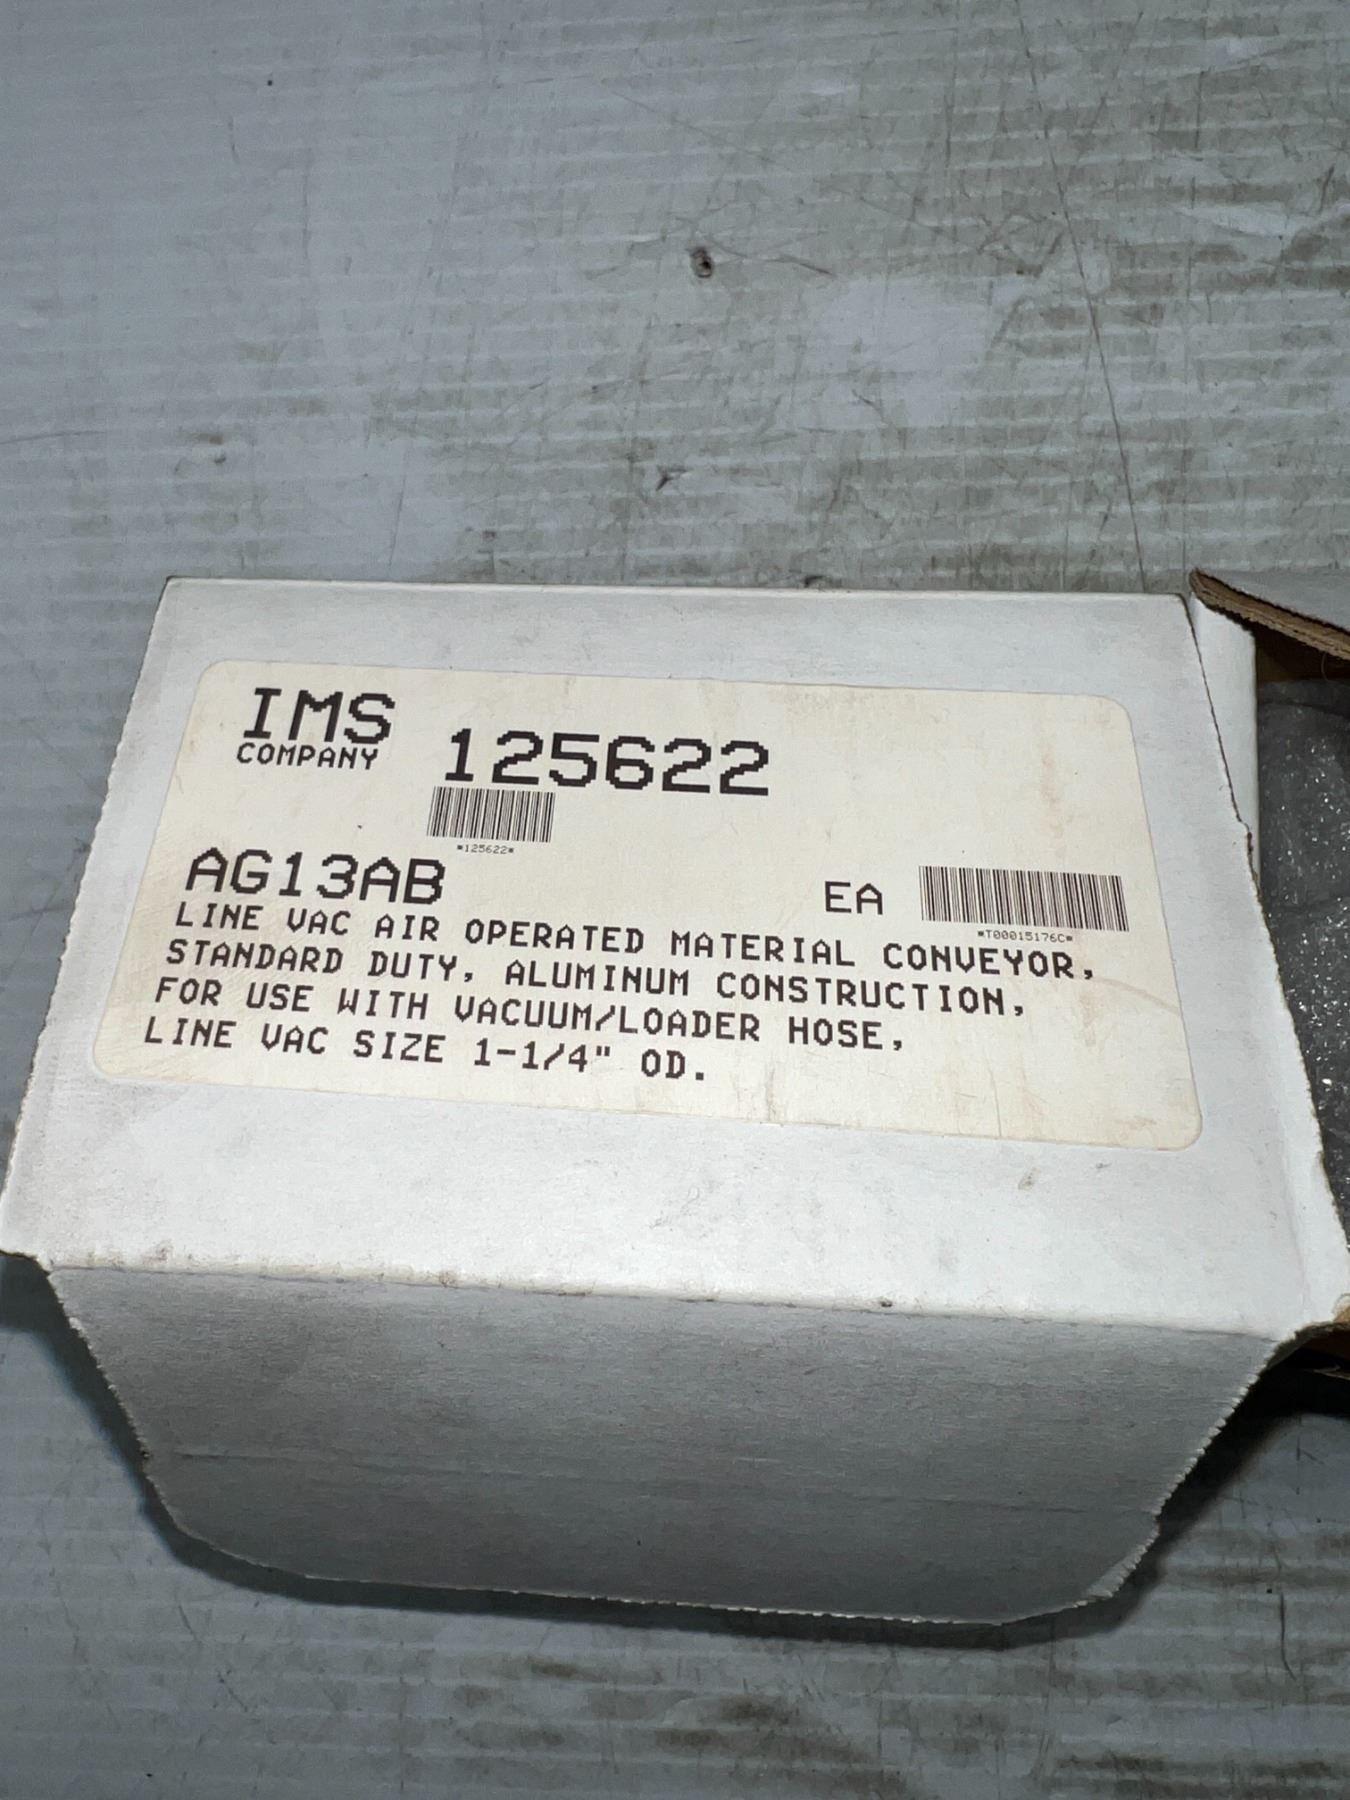 IMS
COMPANY
125622
*125622*
AG13AB
EA
*T00015176C*
LINE VAC AIR OPERATED MATERIAL CONVEYOR,
STANDARD DUTY, ALUMINUM CONSTRUCTION,
FOR USE WITH VACUUM/LOADER HOSE,
LINE VAC SIZE 1-1/4" OD.